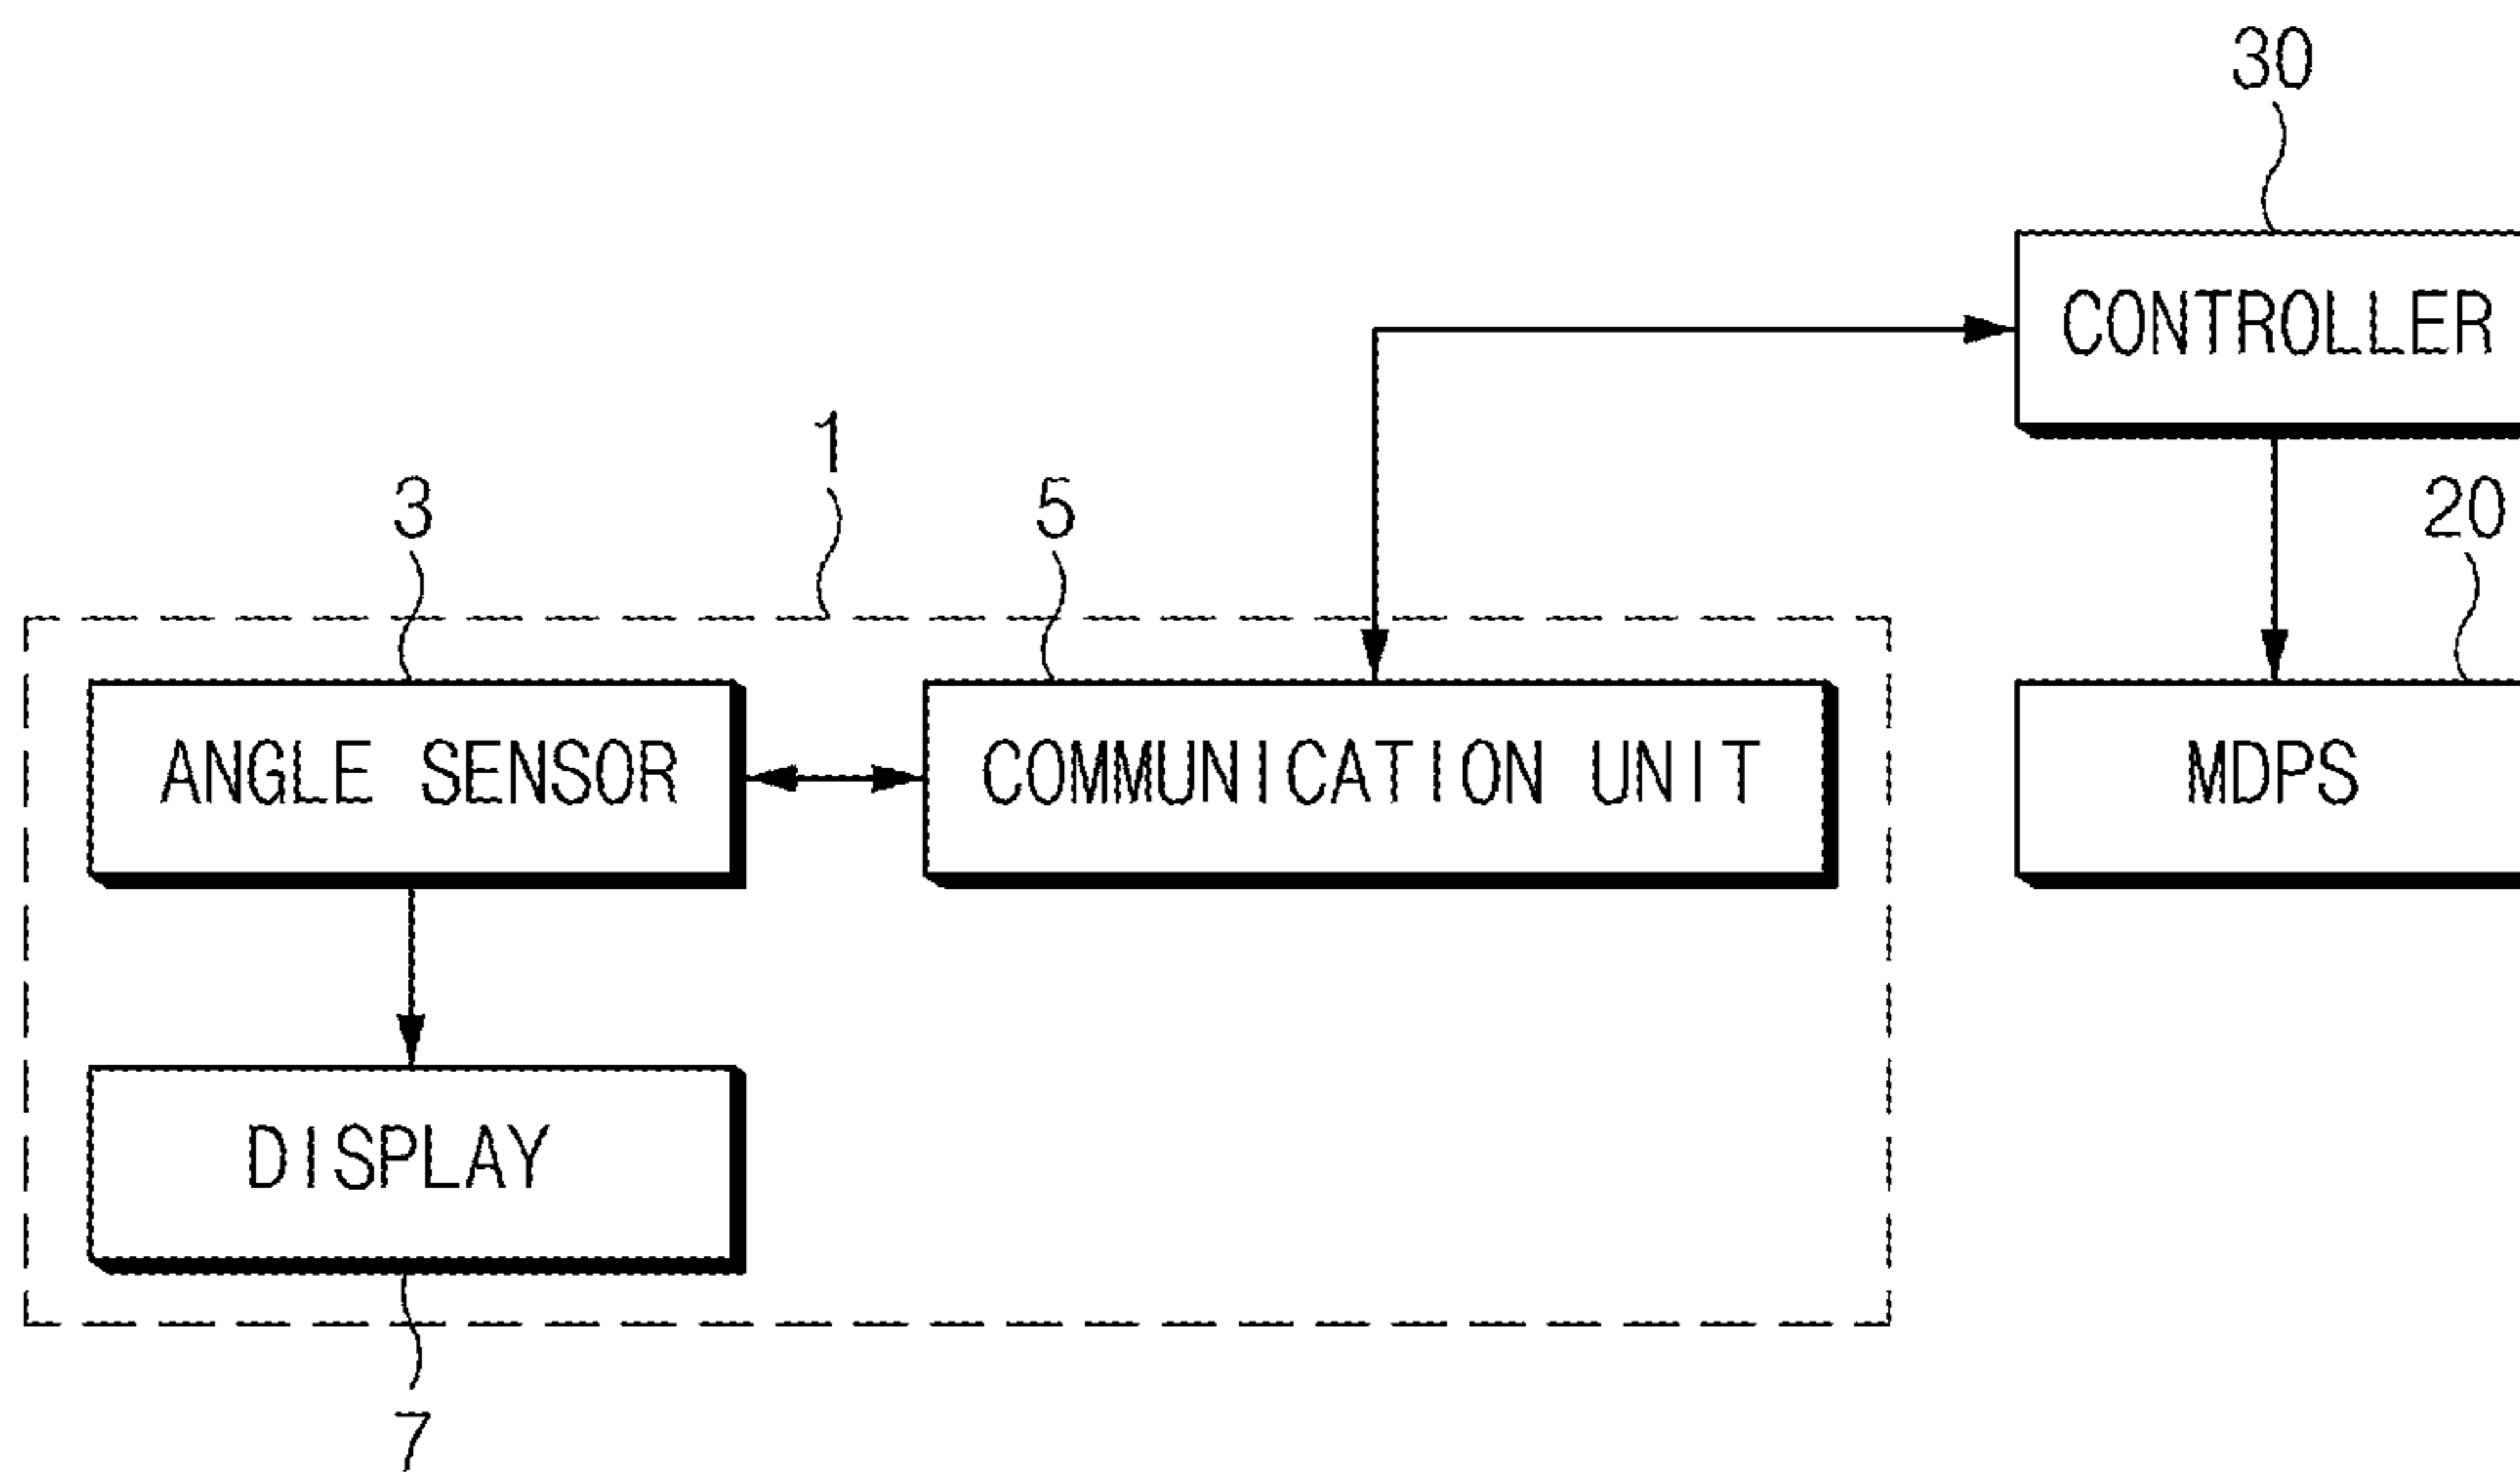 30
CONTROLLER
1
3
5
20
ANGLE SENSOR
COMMUNICATION UNIT
MDPS
DISPLAY
7